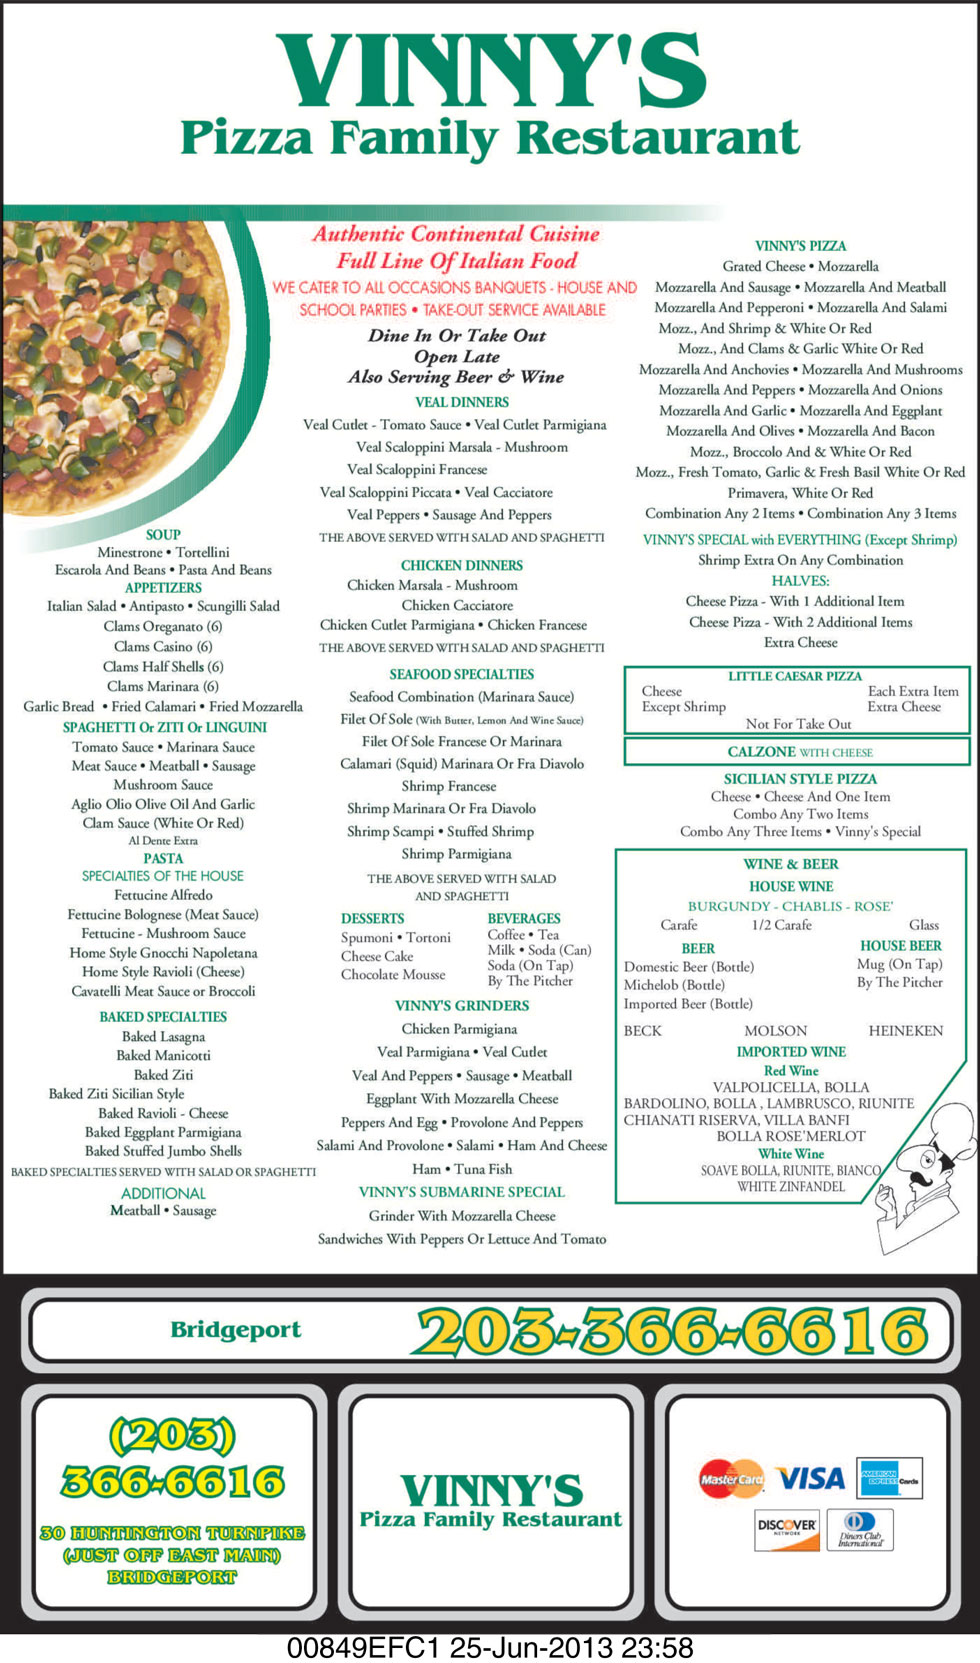 VINNY'S
Pizza Family Restaurant
Authentic Continental Cuisine
Full Line Of Italian Food
WE CATER TO ALL OCCASIONS BANQUETS - HOUSE AND
SCHOOL PARTIES • TAKE-OUT SERVICE AVAILABLE
Dine In Or Take Out
Open Late
Also Serving Beer & Wine
SOUP
Minestrone • Tortellini
Escarola And Beans • Pasta And Beans
APPETIZERS
Italian Salad • Antipasto • Scungilli Salad
Clams Oreganato (6)
Clams Casino (6)
Clams Half Shells (6)
Clams Marinara (6)
Garlic Bread • Fried Calamari • Fried Mozzarella
SPAGHETTI Or ZITI Or LINGUINI
Tomato Sauce • Marinara Sauce
Meat Sauce • Meatball • Sausage
Mushroom Sauce
Aglio Olio Olive Oil And Garlic
Clam Sauce (White Or Red)
Al Dente Extra
PASTA
SPECIALTIES OF THE HOUSE
Fettucine Alfredo
Fettucine Bolognese (Meat Sauce)
Fettucine - Mushroom Sauce
Home Style Gnocchi Napoletana
Home Style Ravioli (Cheese)
Cavatelli Meat Sauce or Broccoli
BAKED SPECIALTIES
Baked Lasagna
Baked Manicotti
Baked Ziti
Baked Ziti Sicilian Style
Baked Ravioli - Cheese
Baked Eggplant Parmigiana
Baked Stuffed Jumbo Shells
BAKED SPECIALTIES SERVED WITH SALAD OR SPAGHETTI
ADDITIONAL
Meatball • Sausage
VEAL DINNERS
Veal Cutlet - Tomato Sauce • Veal Cutlet Parmigiana
Veal Scaloppini Marsala - Mushroom
Veal Scaloppini Francese
Veal Scaloppini Piccata • Veal Cacciatore
Veal Peppers • Sausage And Peppers
THE ABOVE SERVED WITH SALAD AND SPAGHETTI
CHICKEN DINNERS
Chicken Marsala - Mushroom
Chicken Cacciatore
Chicken Cutlet Parmigiana • Chicken Francese
THE ABOVE SERVED WITH SALAD AND SPAGHETTI
SEAFOOD SPECIALTIES
Seafood Combination (Marinara Sauce)
Filet Of Sole (With Butter, Lemon And Wine Sauce)
Filet Of Sole Francese Or Marinara
Calamari (Squid) Marinara Or Fra Diavolo
Shrimp Francese
Shrimp Marinara Or Fra Diavolo
Shrimp Scampi • Stuffed Shrimp
Shrimp Parmigiana
THE ABOVE SERVED WITH SALAD
AND SPAGHETTI
DESSERTS
Spumoni • Tortoni
Cheese Cake
Chocolate Mousse
BEVERAGES
Coffee • Tea
Milk • Soda (Can)
Soda (On Tap)
By The Pitcher
VINNY'S GRINDERS
Chicken Parmigiana
Veal Parmigiana • Veal Cutlet
Veal And Peppers • Sausage • Meatball
Eggplant With Mozzarella Cheese
Peppers And Egg • Provolone And Peppers
Salami And Provolone • Salami • Ham And Cheese
Ham • Tuna Fish
VINNY'S SUBMARINE SPECIAL
Grinder With Mozzarella Cheese
Sandwiches With Peppers Or Lettuce And Tomato
VINNY'S PIZZA
Grated Cheese • Mozzarella
Mozzarella And Sausage • Mozzarella And Meatball
Mozzarella And Pepperoni • Mozzarella And Salami
Mozz., And Shrimp & White Or Red
Mozz., And Clams & Garlic White Or Red
Mozzarella And Anchovies • Mozzarella And Mushrooms
Mozzarella And Peppers • Mozzarella And Onions
Mozzarella And Garlic • Mozzarella And Eggplant
Mozzarella And Olives • Mozzarella And Bacon
Mozz., Broccolo And & White Or Red
Mozz., Fresh Tomato, Garlic & Fresh Basil White Or Red
Primavera, White Or Red
Combination Any 2 Items • Combination Any 3 Items
VINNY'S SPECIAL with EVERYTHING (Except Shrimp)
Shrimp Extra On Any Combination
HALVES:
Cheese Pizza - With 1 Additional Item
Cheese Pizza - With 2 Additional Items
Extra Cheese
LITTLE CAESAR PIZZA
Cheese Each Extra Item
Except Shrimp Extra Cheese
Not For Take Out
CALZONE WITH CHEESE
SICILIAN STYLE PIZZA
Cheese • Cheese And One Item
Combo Any Two Items
Combo Any Three Items • Vinny's Special
WINE & BEER
HOUSE WINE
BURGUNDY - CHABLIS - ROSE'
Carafe 1/2 Carafe Glass
BEER
Domestic Beer (Bottle)
Michelob (Bottle)
Imported Beer (Bottle)
HOUSE BEER
Mug (On Tap)
By The Pitcher
BECK MOLSON HEINEKEN
IMPORTED WINE
Red Wine
VALPOLICELLA, BOLLA
BARDOLINO, BOLLA , LAMBRUSCO, RIUNITE
CHIANATI RISERVA, VILLA BANFI
BOLLA ROSE'MERLOT
White Wine
SOAVE BOLLA, RIUNITE, BIANCO
WHITE ZINFANDEL
Bridgeport 203-366-6616
(203)
366-6616
30 HUNTINGTON TURNPIKE
(JUST OFF EAST MAIN)
BRIDGEPORT
VINNY'S
Pizza Family Restaurant
MasterCard VISA AMERICAN EXPRESS Cards
DISCOVER NETWORK
Diners Club International
00849EFC1 25-Jun-2013 23:58